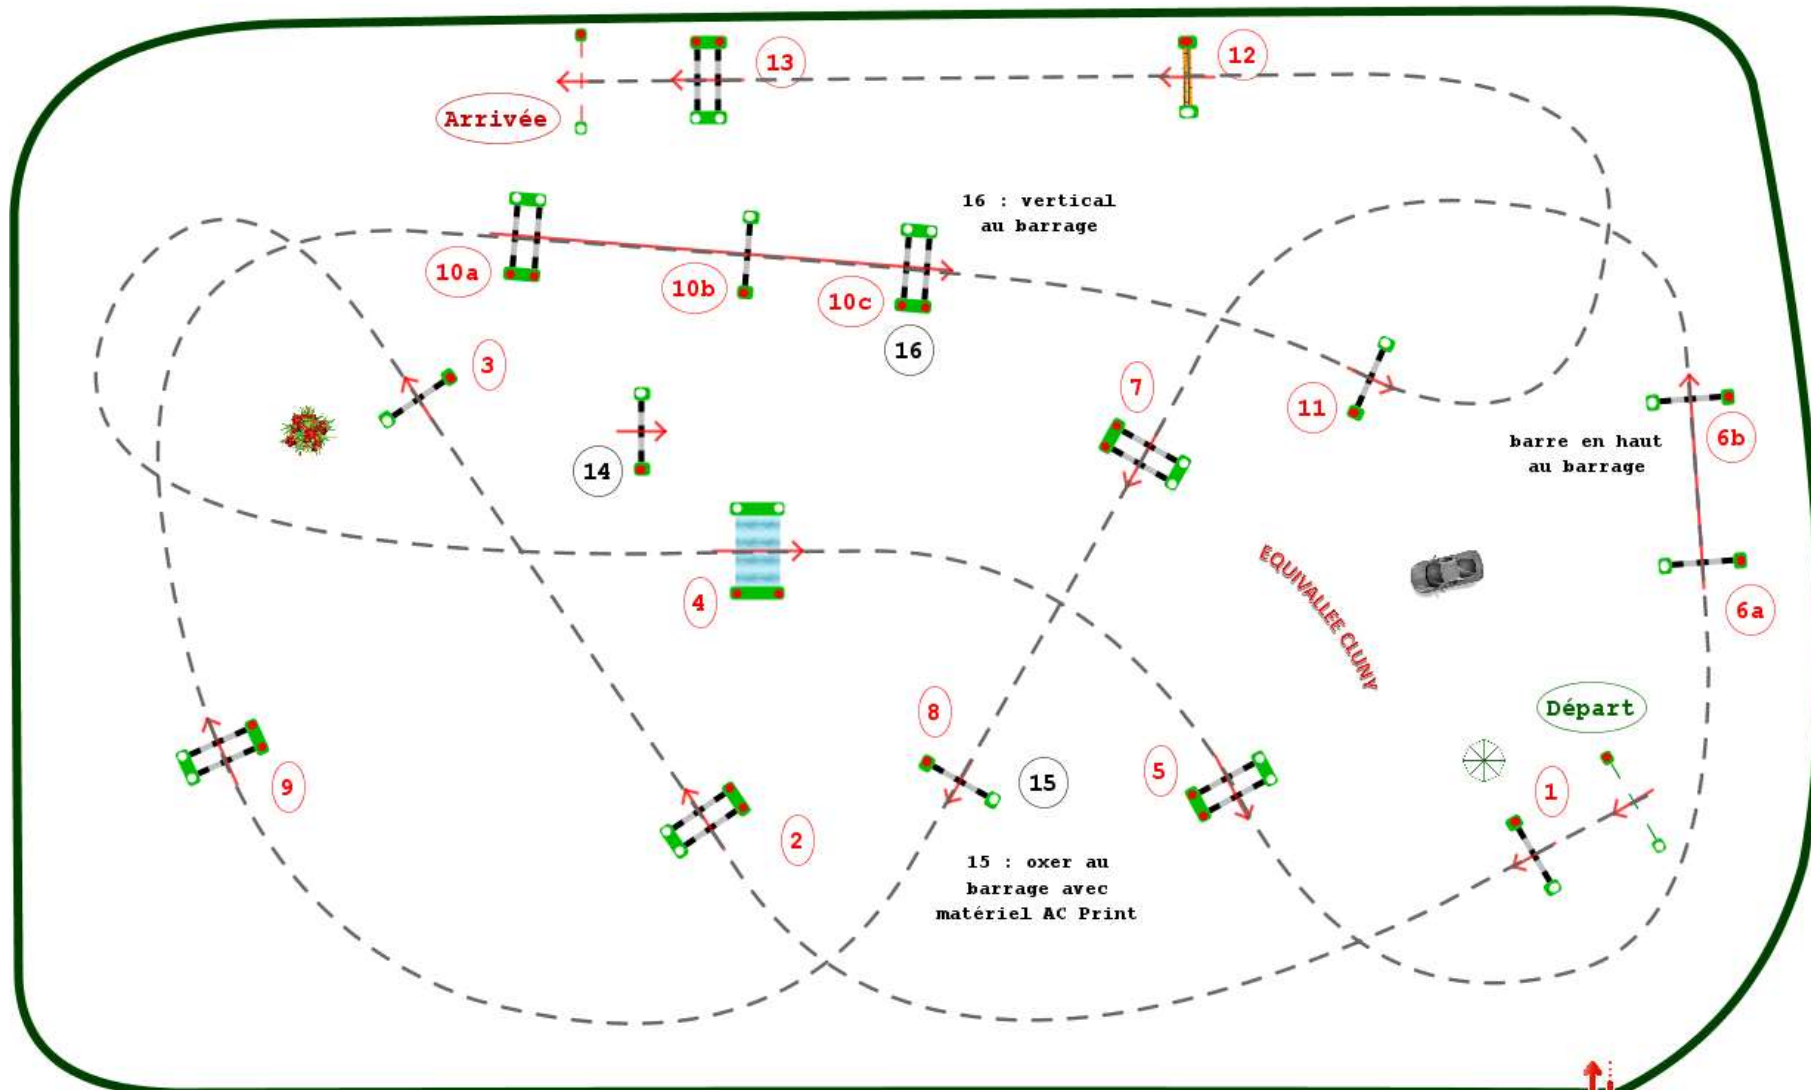 13
12
Arrivée
16 : vertical
au barrage
10a
10b
10c
16
3
7
11
barre en haut
au barrage
6b
14
4
EQUIVALLEE CLUNY
6a
Départ
8
15
5
1
9
2
15 : oxer au
barrage avec
matériel AC Print